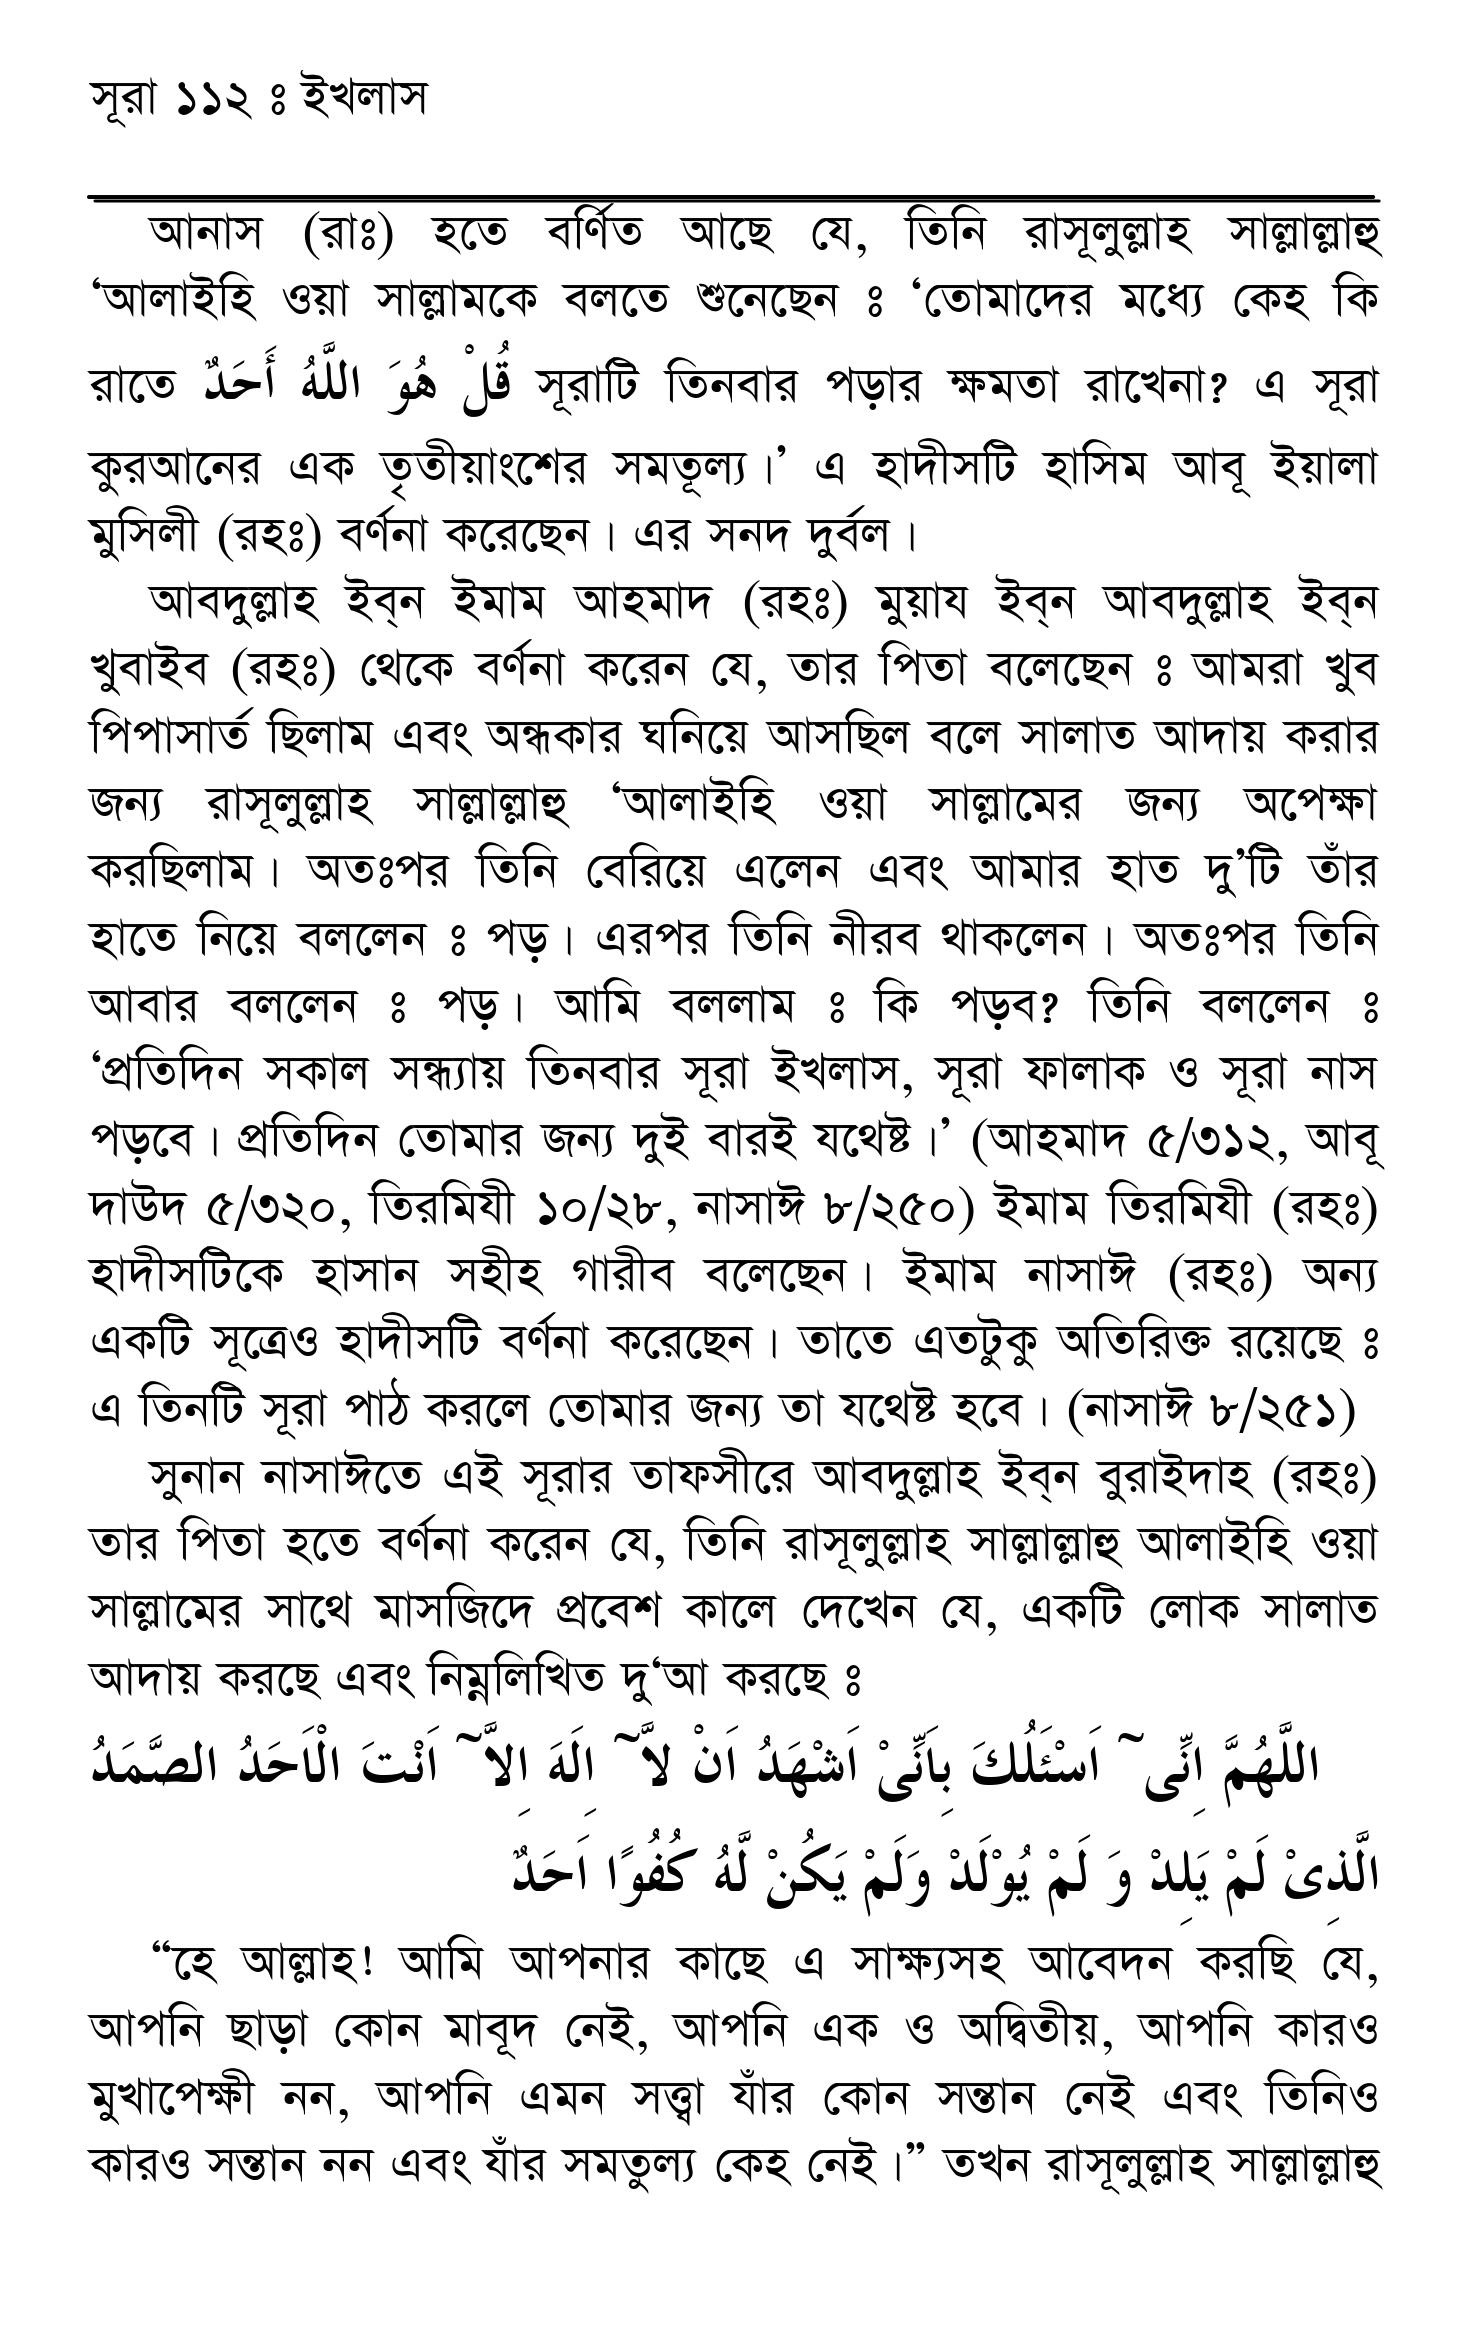 সূরা ১১২ ঃ ইখলাস
আনাস (রাঃ) হতে বর্ণিত আছে যে, তিনি রাসূলুল্লাহ সাল্লাল্লাহু
‘আলাইহি ওয়া সাল্লামকে বলতে শুনেছেন ঃ ‘তোমাদের মধ্যে কেহ কি
রাতে قُلْ هُوَ اللَّهُ أَحَدٌ সূরাটি তিনবার পড়ার ক্ষমতা রাখেনা? এ সূরা
কুরআনের এক তৃতীয়াংশের সমতূল্য।’ এ হাদীসটি হাসিম আবূ ইয়ালা
মুসিলী (রহঃ) বর্ণনা করেছেন। এর সনদ দুর্বল।
আবদুল্লাহ ইব্‌ন ইমাম আহমাদ (রহঃ) মুয়ায ইব্‌ন আবদুল্লাহ ইব্‌ন
খুবাইব (রহঃ) থেকে বর্ণনা করেন যে, তার পিতা বলেছেন ঃ আমরা খুব
পিপাসার্ত ছিলাম এবং অন্ধকার ঘনিয়ে আসছিল বলে সালাত আদায় করার
জন্য রাসূলুল্লাহ সাল্লাল্লাহু ‘আলাইহি ওয়া সাল্লামের জন্য অপেক্ষা
করছিলাম। অতঃপর তিনি বেরিয়ে এলেন এবং আমার হাত দু’টি তাঁর
হাতে নিয়ে বললেন ঃ পড়। এরপর তিনি নীরব থাকলেন। অতঃপর তিনি
আবার বললেন ঃ পড়। আমি বললাম ঃ কি পড়ব? তিনি বললেন ঃ
‘প্রতিদিন সকাল সন্ধ্যায় তিনবার সূরা ইখলাস, সূরা ফালাক ও সূরা নাস
পড়বে। প্রতিদিন তোমার জন্য দুই বারই যথেষ্ট।’ (আহমাদ ৫/৩১২, আবূ
দাউদ ৫/৩২০, তিরমিযী ১০/২৮, নাসাঈ ৮/২৫০) ইমাম তিরমিযী (রহঃ)
হাদীসটিকে হাসান সহীহ গারীব বলেছেন। ইমাম নাসাঈ (রহঃ) অন্য
একটি সূত্রেও হাদীসটি বর্ণনা করেছেন। তাতে এতটুকু অতিরিক্ত রয়েছে ঃ
এ তিনটি সূরা পাঠ করলে তোমার জন্য তা যথেষ্ট হবে। (নাসাঈ ৮/২৫১)
সুনান নাসাঈতে এই সূরার তাফসীরে আবদুল্লাহ ইব্‌ন বুরাইদাহ (রহঃ)
তার পিতা হতে বর্ণনা করেন যে, তিনি রাসূলুল্লাহ সাল্লাল্লাহু আলাইহি ওয়া
সাল্লামের সাথে মাসজিদে প্রবেশ কালে দেখেন যে, একটি লোক সালাত
আদায় করছে এবং নিম্নলিখিত দু‘আ করছে ঃ
اللَّهُمَّ اِنِّى~ اَسْئَلُكَ بِاَنِّىْ اَشْهَدُ اَنْ لاَّ~ اِلَهَ اِلاَّ~ اَنْتَ الْاَحَدُ الصَّمَدُ
الَّذِىْ لَمْ يَلِدْ وَ لَمْ يُوْلَدْ وَلَمْ يَكُنْ لَّهُ كُفُوًا اَحَدٌ
“হে আল্লাহ! আমি আপনার কাছে এ সাক্ষ্যসহ আবেদন করছি যে,
আপনি ছাড়া কোন মাবূদ নেই, আপনি এক ও অদ্বিতীয়, আপনি কারও
মুখাপেক্ষী নন, আপনি এমন সত্ত্বা যাঁর কোন সন্তান নেই এবং তিনিও
কারও সন্তান নন এবং যাঁর সমতুল্য কেহ নেই।” তখন রাসূলুল্লাহ সাল্লাল্লাহু